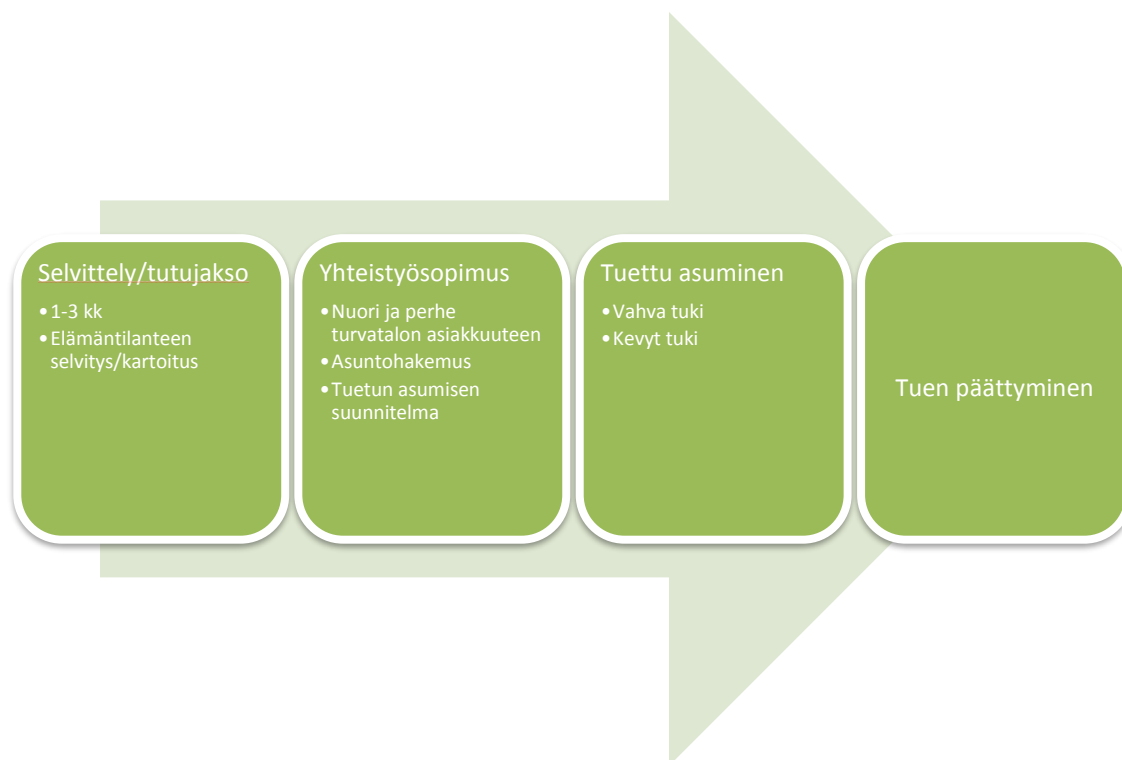 Selvittely/tutujakso
•1-3 kk
•Elämäntilanteen
selvitys/kartoitus
Yhteistyösopimus
•Nuori ja perhe
turvatalon asiakkuuteen
•Asuntohakemus
•Tuetun asumisen
suunnitelma
Tuettu asuminen
•Vahva tuki
•Kevyt tuki
Tuen päättyminen